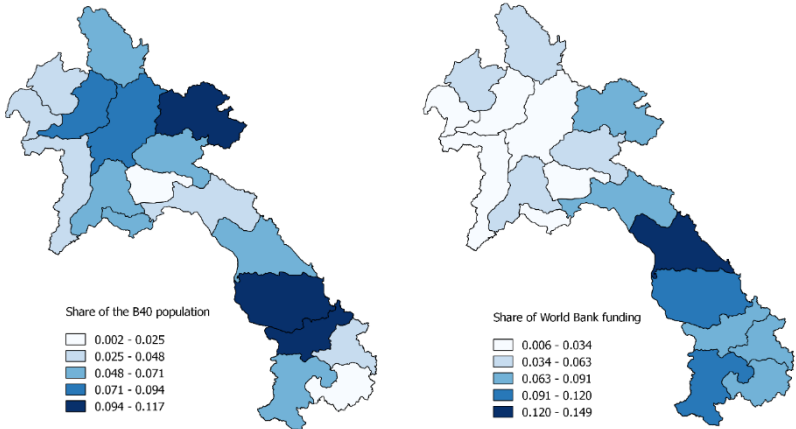 Share of the B40 population
0.002 - 0.025
0.025 - 0.048
0.048 - 0.071
0.071 - 0.094
0.094 - 0.117
Share of World Bank funding
0.006 - 0.034
0.034 - 0.063
0.063 - 0.091
0.091 - 0.120
0.120 - 0.149